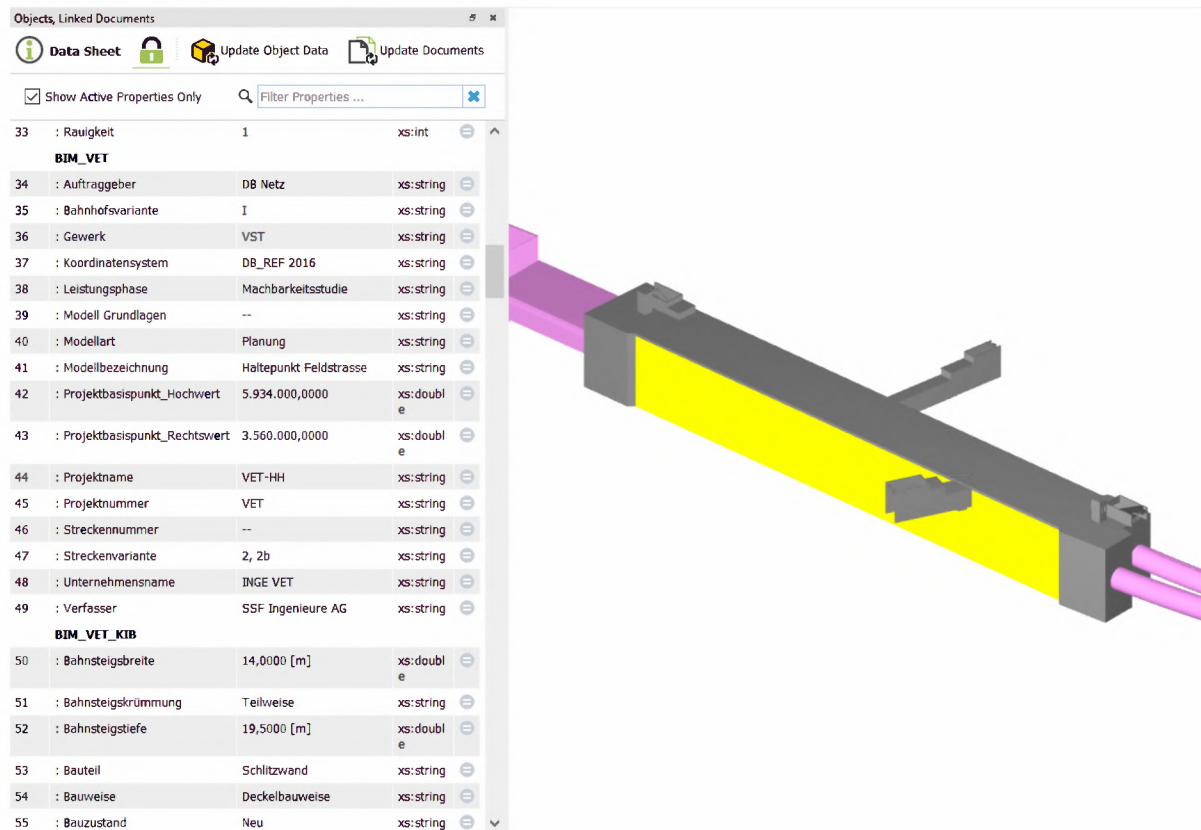 Objects, Linked Documents
Data Sheet Update Object Data Update Documents
Show Active Properties Only Filter Properties ...
33 : Rauigkeit 1 xs:int
BIM_VET
34 : Auftraggeber DB Netz xs:string
35 : Bahnhofsvariante I xs:string
36 : Gewerk VST xs:string
37 : Koordinatensystem DB_REF 2016 xs:string
38 : Leistungsphase Machbarkeitsstudie xs:string
39 : Modell Grundlagen -- xs:string
40 : Modellart Planung xs:string
41 : Modellbezeichnung Haltepunkt Feldstrasse xs:string
42 : Projektbasispunkt_Hochwert 5.934.000,0000 xs:doubl
e
43 : Projektbasispunkt_Rechtswert 3.560.000,0000 xs:doubl
e
44 : Projektname VET-HH xs:string
45 : Projektnummer VET xs:string
46 : Streckennummer -- xs:string
47 : Streckenvariante 2, 2b xs:string
48 : Unternehmensname INGE VET xs:string
49 : Verfasser SSF Ingenieure AG xs:string
BIM_VET_KIB
50 : Bahnsteigsbreite 14,0000 [m] xs:doubl
e
51 : Bahnsteigskrümmung Teilweise xs:string
52 : Bahnsteigstiefe 19,5000 [m] xs:doubl
e
53 : Bauteil Schlitzwand xs:string
54 : Bauweise Deckelbauweise xs:string
55 : Bauzustand Neu xs:string